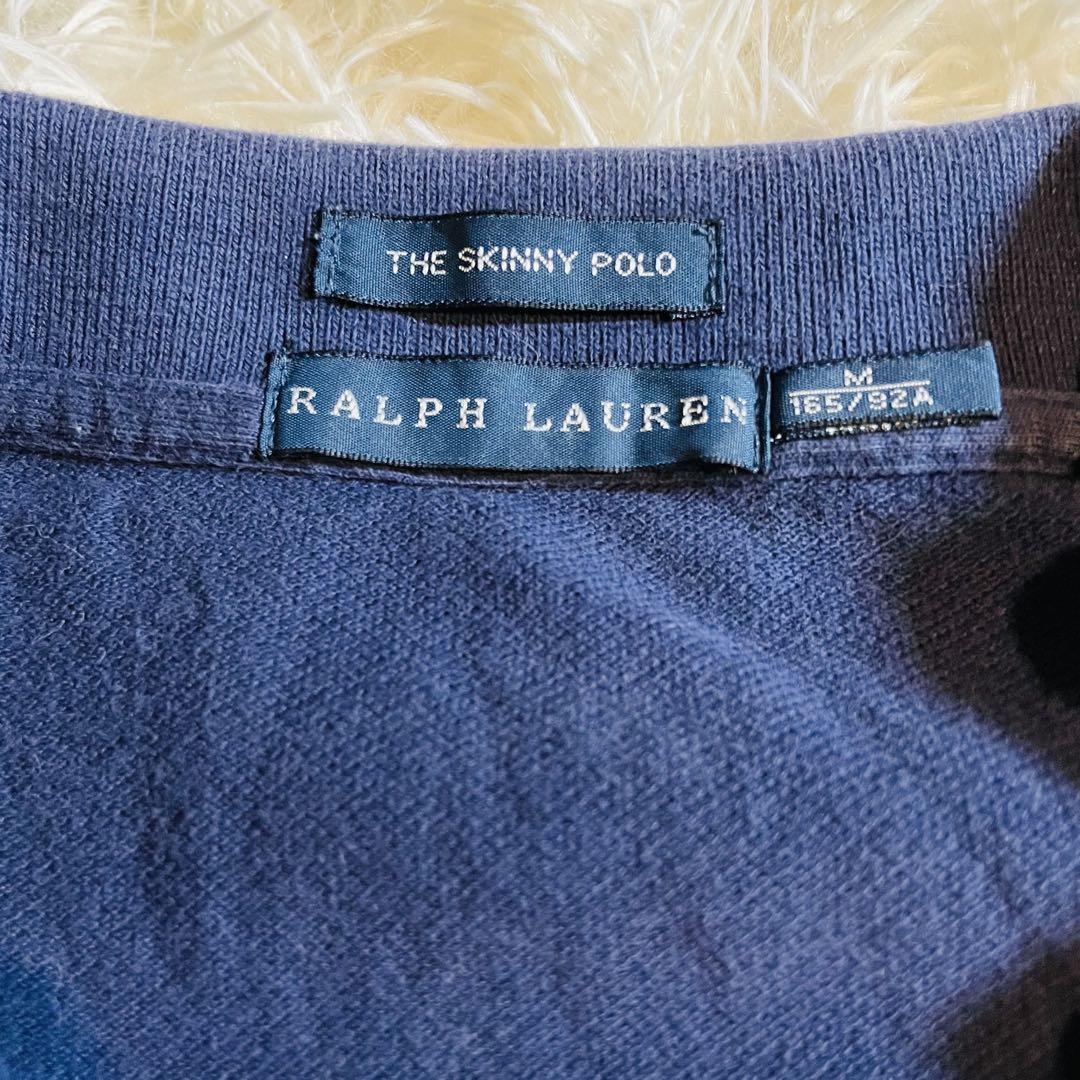 THE SKINNY POLO
RALPH LAUREN
M
165/92A